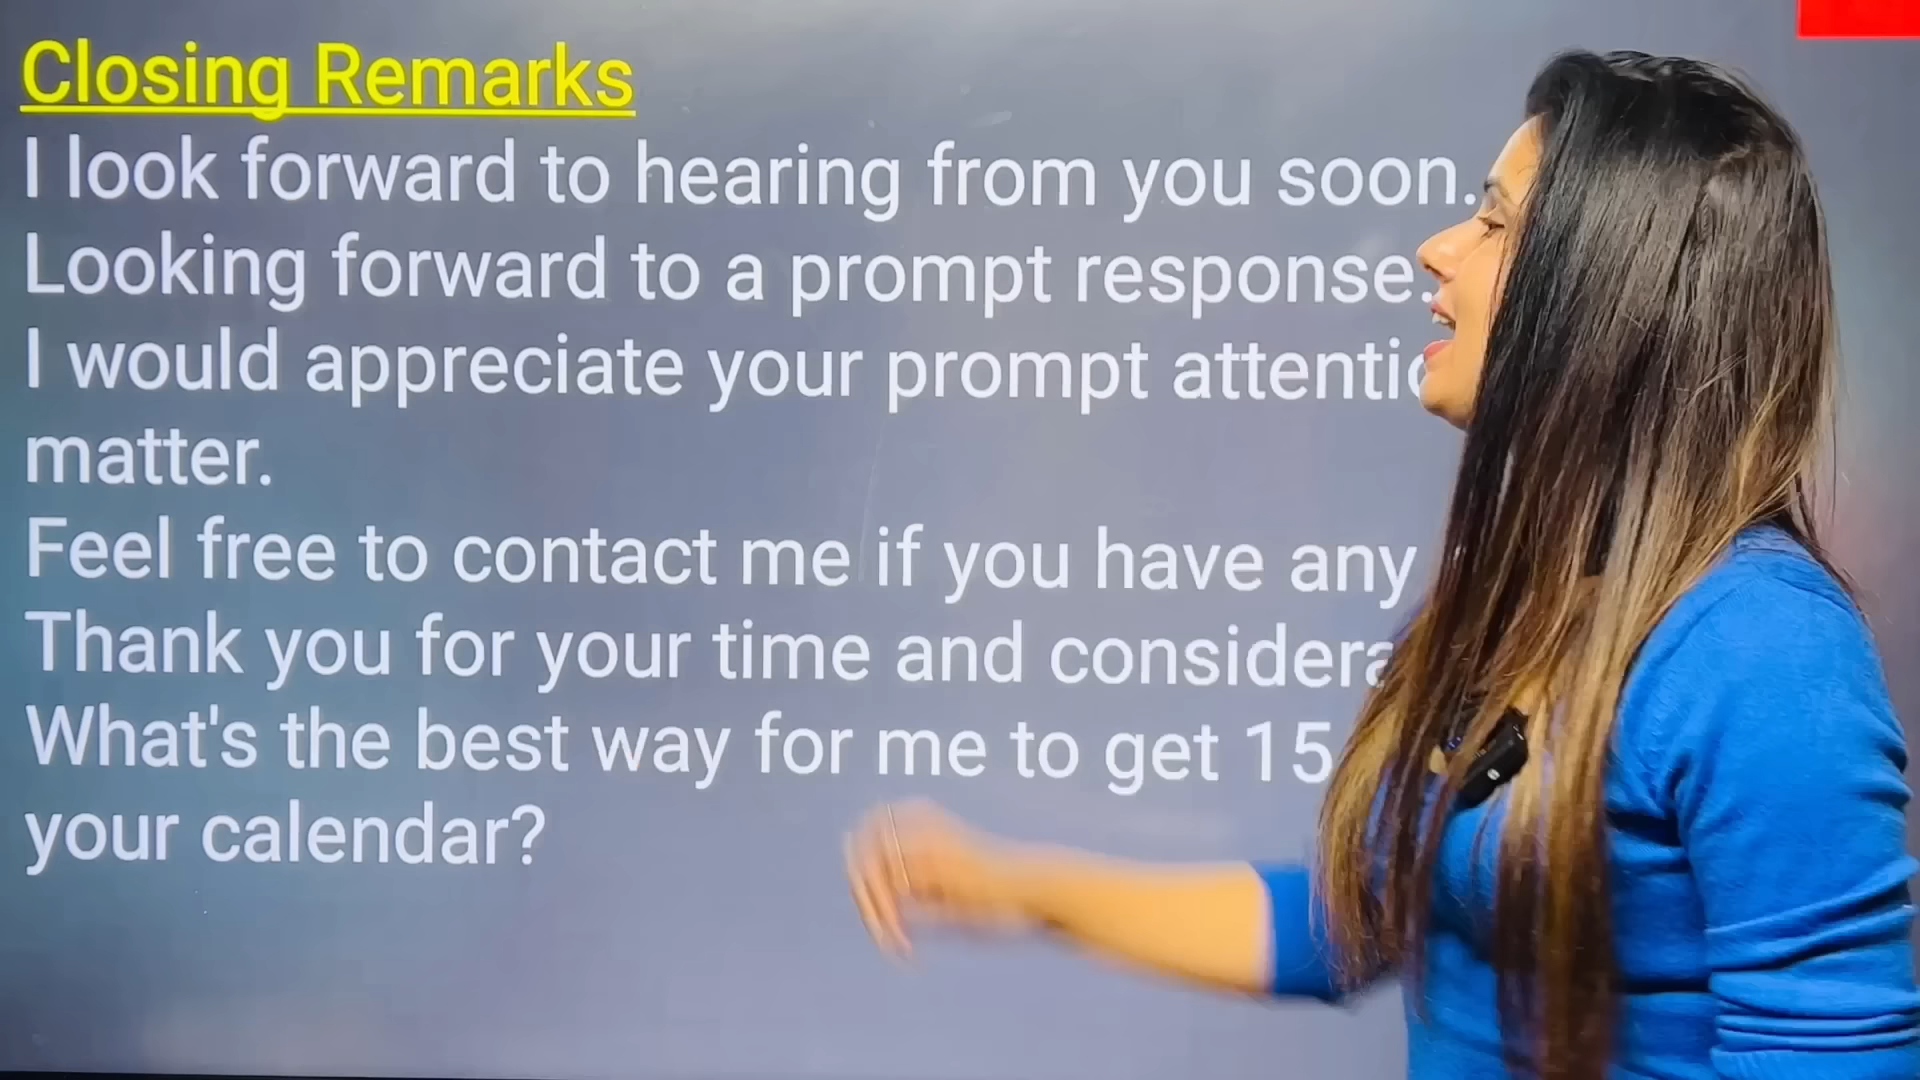 Closing Remarks
I look forward to hearing from you soon.
Looking forward to a prompt response.
I would appreciate your prompt
matter.
Feel free to contact me if you have any
Thank you for your time and
What's the best way for me to get 15
your calendar?